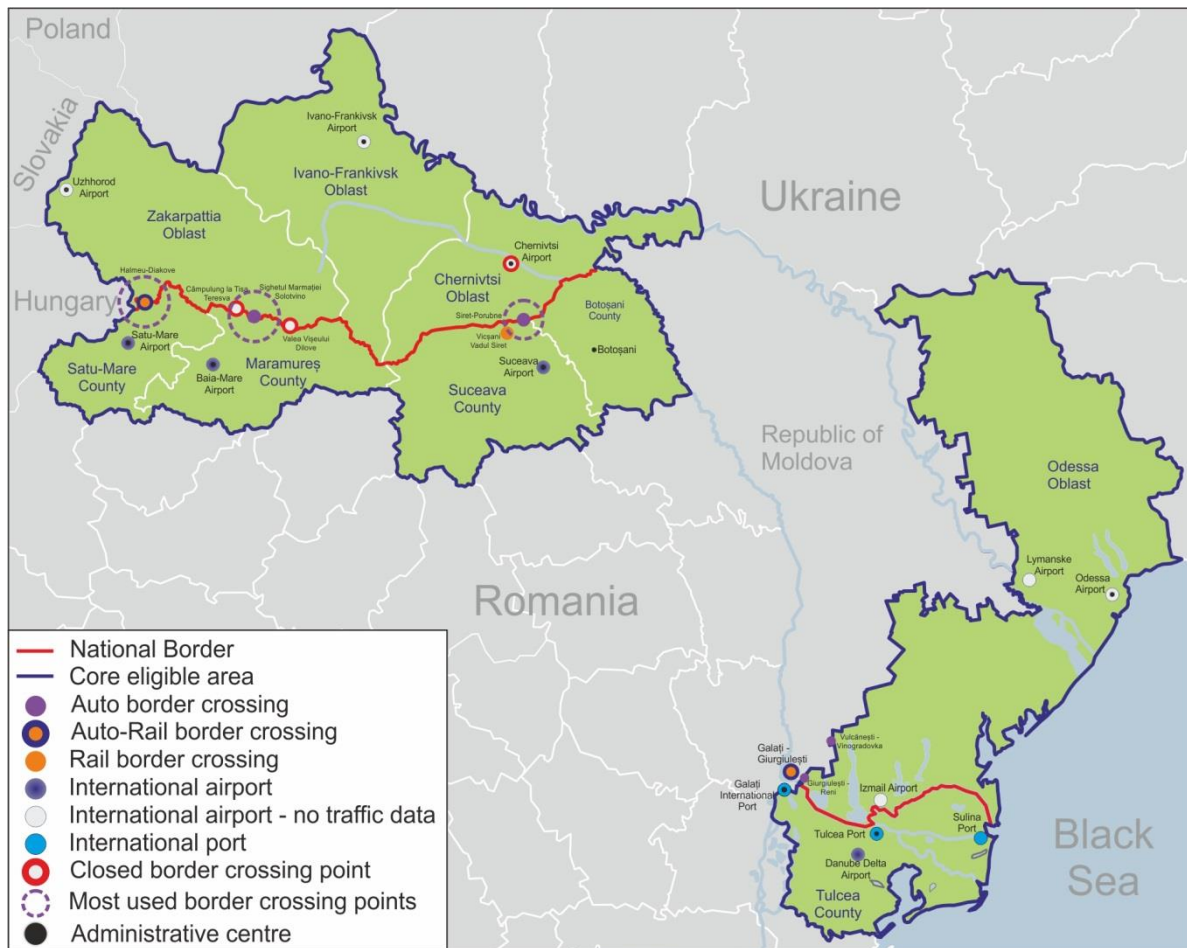 Poland
Slovakia
Hungary
Ukraine
Republic of
Moldova
Romania
Black
Sea
Ivano-Frankivsk
Airport
Ivano-Frankivsk
Oblast
Uzhhorod
Airport
Zakarpattia
Oblast
Halmeu-Diakove
Câmpulung la Tisa
Teresva
Sighetul Marmației
Solotvino
Valea Vișeului
Dilove
Chernivtsi
Airport
Chernivtsi
Oblast
Siret-Porubne
Vicșani
Vadul Siret
Botoșani
County
Botoșani
Satu-Mare
Airport
Satu-Mare
County
Baia-Mare
Airport
Maramureș
County
Suceava
Airport
Suceava
County
Odessa
Oblast
Lymanske
Airport
Odessa
Airport
Vulcănești -
Vinogradovka
Galați -
Giurgiulești
Giurgiulești -
Reni
Galați
International
Port
Izmail Airport
Tulcea Port
Sulina
Port
Danube Delta
Airport
Tulcea
County
National Border
Core eligible area
Auto border crossing
Auto-Rail border crossing
Rail border crossing
International airport
International airport - no traffic data
International port
Closed border crossing point
Most used border crossing points
Administrative centre